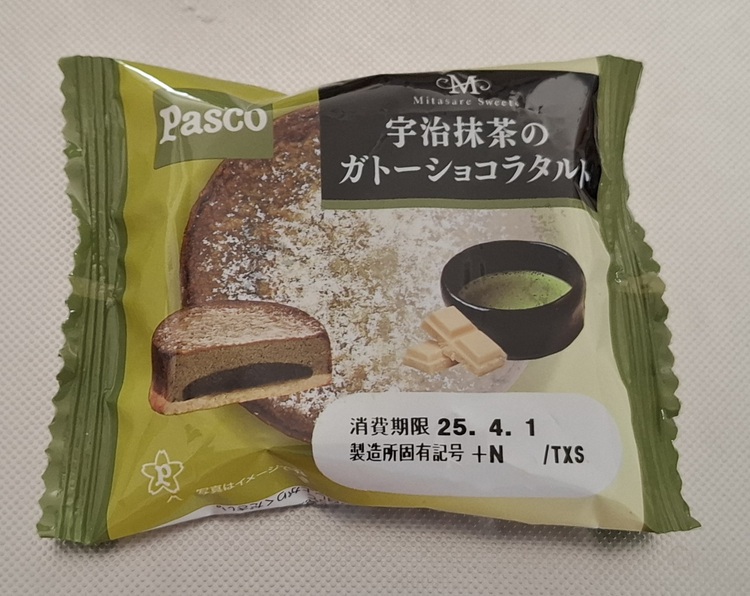 Pasco
M
Mitasare Sweets
宇治抹茶の
ガトーショコラタルト
消費期限 25. 4. 1
製造所固有記号 +N /TXS
P
写真はイメージ